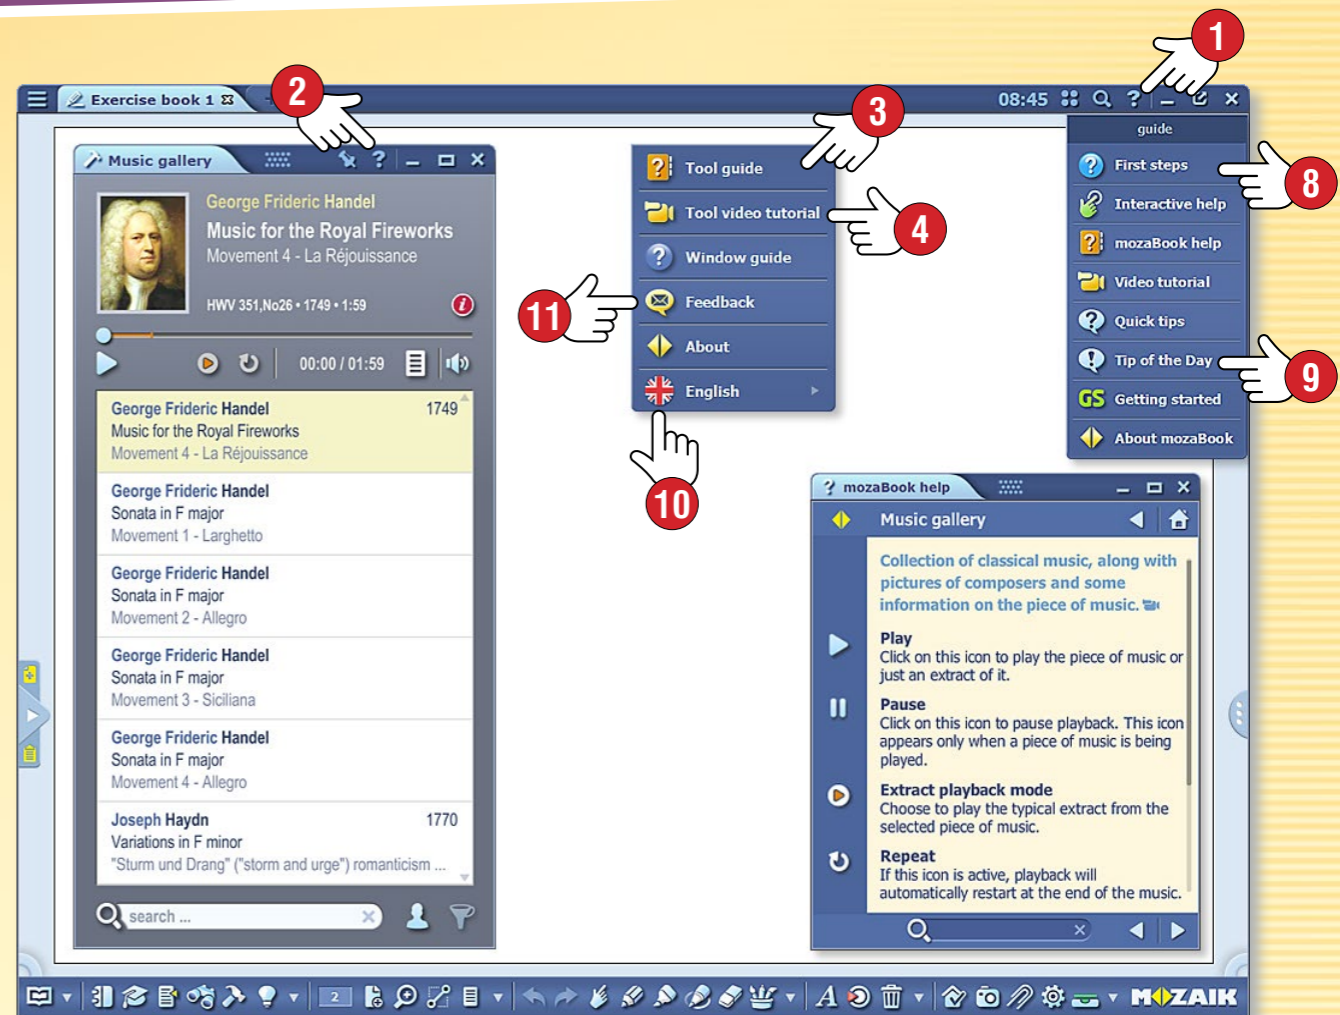 1
2
Exercise book 1
08:45
guide
First steps
8
Interactive help
mozaBook help
Video tutorial
Quick tips
Tip of the Day
9
GS Getting started
About mozaBook
Music gallery
George Frideric Handel
Music for the Royal Fireworks
Movement 4 - La Réjouissance
HWV 351,No26 • 1749 • 1:59
i
00:00 / 01:59
George Frideric Handel 1749
Music for the Royal Fireworks
Movement 4 - La Réjouissance
George Frideric Handel
Sonata in F major
Movement 1 - Larghetto
George Frideric Handel
Sonata in F major
Movement 2 - Allegro
George Frideric Handel
Sonata in F major
Movement 3 - Siciliana
George Frideric Handel
Sonata in F major
Movement 4 - Allegro
Joseph Haydn 1770
Variations in F minor
"Sturm und Drang" ("storm and urge") romanticism ...
search ...
3
Tool guide
Tool video tutorial
4
Window guide
11
Feedback
About
English
10
? mozaBook help
Music gallery
Collection of classical music, along with
pictures of composers and some
information on the piece of music.
Play
Click on this icon to play the piece of music or
just an extract of it.
Pause
Click on this icon to pause playback. This icon
appears only when a piece of music is being
played.
Extract playback mode
Choose to play the typical extract from the
selected piece of music.
Repeat
If this icon is active, playback will
automatically restart at the end of the music.
2
A
MOZAIK